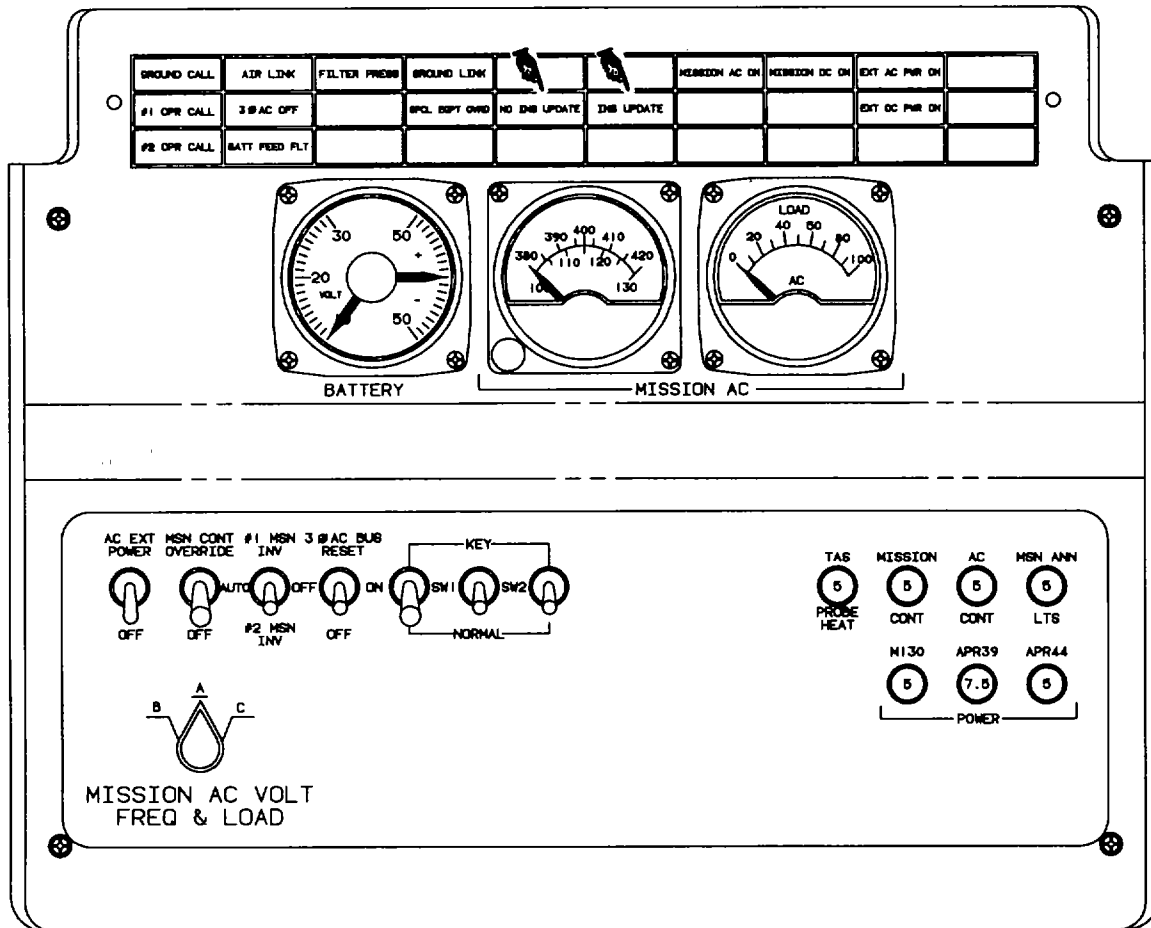 GROUND CALL AIR LINK FILTER PRESS GROUND LINK MISSION AC ON MISSION DC ON EXT AC PWR ON
#1 OPR CALL 3ØAC OFF SPCL EQPT OVRD NO INS UPDATE INS UPDATE EXT DC PWR ON
#2 OPR CALL BATT FEED FLT
30 50
20 VOLT + -
0 50
BATTERY
380 390 400 410 420
100 110 120 130
LOAD
0 20 40 60 80 100
AC
MISSION AC
AC EXT POWER
OFF
MSN CONT OVERRIDE
OFF
#1 MSN INV
AUTO OFF
#2 MSN INV
3 Ø AC BUS RESET
ON
OFF
KEY
SW1 SW2
NORMAL
TAS MISSION AC MSN ANN
5 5 5 5
PROBE HEAT CONT CONT LTS
M130 APR39 APR44
5 7.5 5
POWER
A
B C
MISSION AC VOLT
FREQ & LOAD